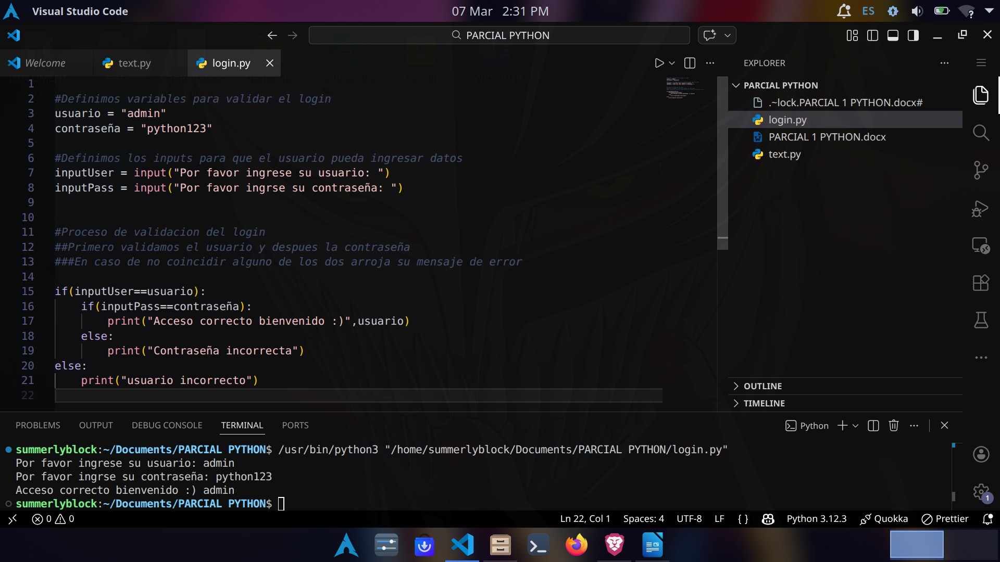 Visual Studio Code
07 Mar 2:31 PM
ES
PARCIAL PYTHON
Welcome
text.py
login.py
EXPLORER
PARCIAL PYTHON
.~lock.PARCIAL 1 PYTHON.docx#
login.py
PARCIAL 1 PYTHON.docx
text.py
OUTLINE
TIMELINE
1
2 #Definimos variables para validar el login
3 usuario = "admin"
4 contraseña = "python123"
5
6 #Definimos los inputs para que el usuario pueda ingresar datos
7 inputUser = input("Por favor ingrese su usuario: ")
8 inputPass = input("Por favor ingrse su contraseña: ")
9
10
11 #Proceso de validacion del login
12 ##Primero validamos el usuario y despues la contraseña
13 ###En caso de no coincidir alguno de los dos arroja su mensaje de error
14
15 if(inputUser==usuario):
16 if(inputPass==contraseña):
17 print("Acceso correcto bienvenido :)",usuario)
18 else:
19 print("Contraseña incorrecta")
20 else:
21 print("usuario incorrecto")
22
PROBLEMS OUTPUT DEBUG CONSOLE TERMINAL PORTS
Python
summerlyblock:~/Documents/PARCIAL PYTHON$ /usr/bin/python3 "/home/summerlyblock/Documents/PARCIAL PYTHON/login.py"
Por favor ingrese su usuario: admin
Por favor ingrse su contraseña: python123
Acceso correcto bienvenido :) admin
summerlyblock:~/Documents/PARCIAL PYTHON$
1
0 0
Ln 22, Col 1 Spaces: 4 UTF-8 LF { } Python 3.12.3 Quokka Prettier